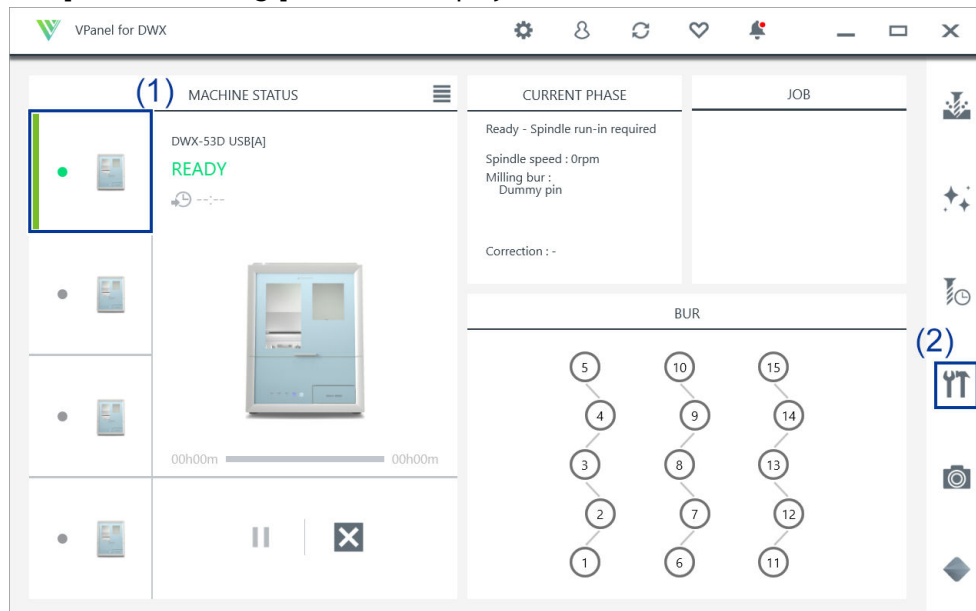 VPanel for DWX
(1)
MACHINE STATUS
CURRENT PHASE
JOB
DWX-53D USB[A]
READY
--:--
Ready - Spindle run-in required
Spindle speed : 0rpm
Milling bur :
Dummy pin
Correction : -
BUR
(2)
5 10 15
4 9 14
3 8 13
2 7 12
1 6 11
00h00m 00h00m